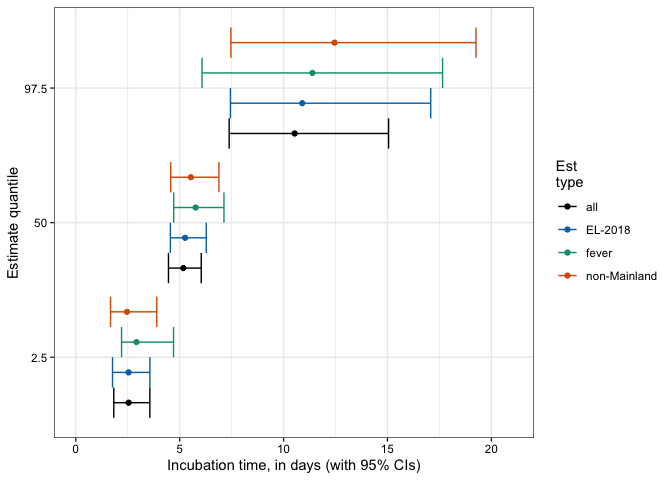 97.5
50
2.5
Estimate quantile
0
5
10
15
20
Incubation time, in days (with 95% CIs)
Est
type
all
EL-2018
fever
non-Mainland